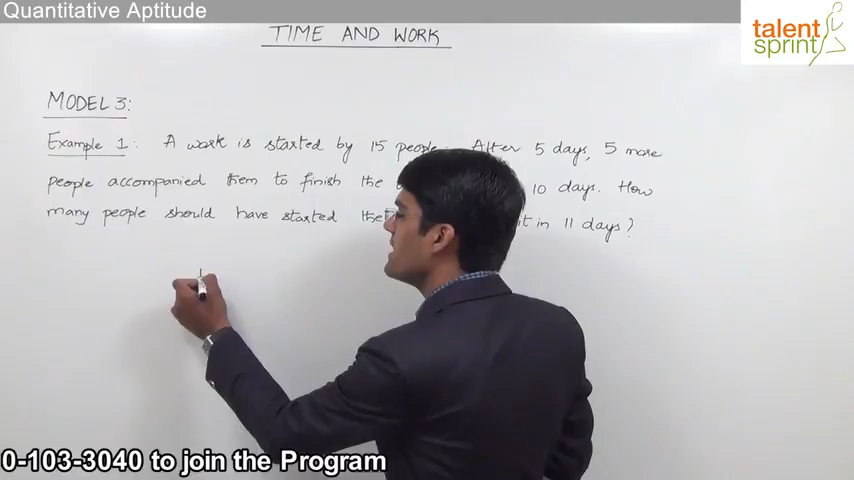 Quantitative Aptitude
talent
sprint
TIME AND WORK
MODEL 3:
Example 1: A work is started by 15 people. After 5 days, 5 more
people accompanied them to finish the 10 days. How
many people should have started the it in 11 days?
0-103-3040 to join the Program